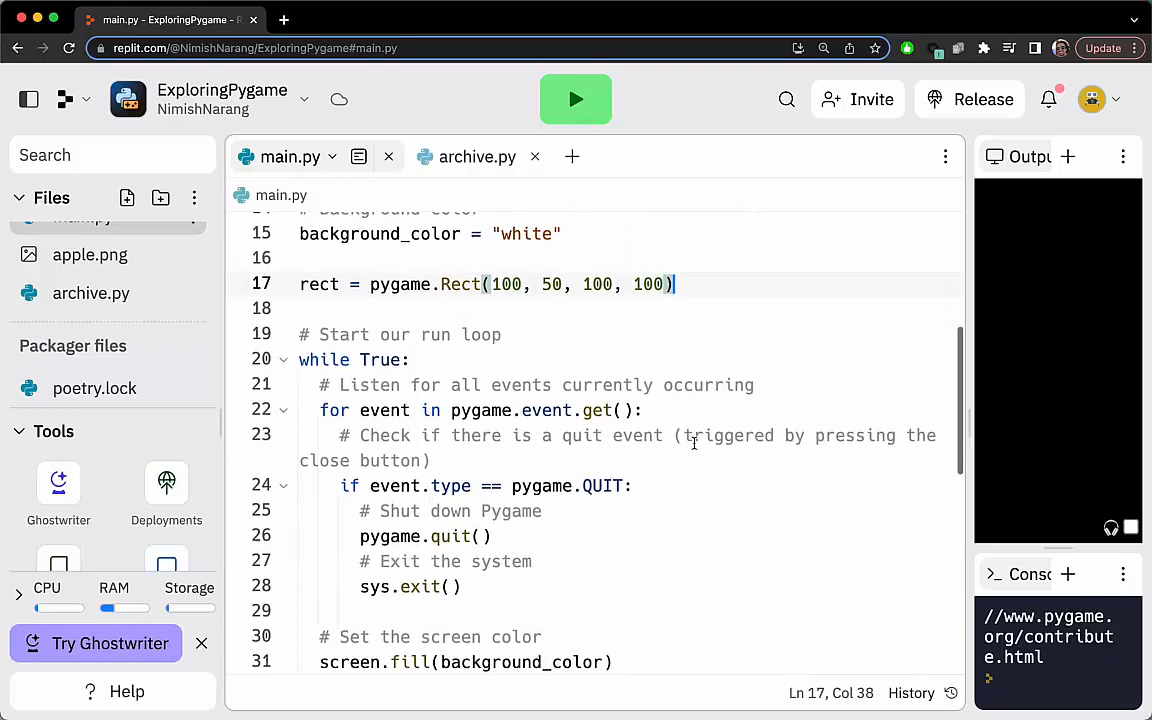 main.py - ExploringPygame - R
replit.com/@NimishNarang/ExploringPygame#main.py
Update
ExploringPygame
NimishNarang
Invite
Release
Search
main.py
archive.py
Outpu
Files
main.py
main.py
# Background Color
15 background_color = "white"
apple.png
16
17 rect = pygame.Rect(100, 50, 100, 100)
archive.py
18
19 # Start our run loop
Packager files
20 while True:
poetry.lock
21 # Listen for all events currently occurring
22 for event in pygame.event.get():
Tools
23 # Check if there is a quit event (triggered by pressing the
close button)
24 if event.type == pygame.QUIT:
25 # Shut down Pygame
Ghostwriter
Deployments
26 pygame.quit()
27 # Exit the system
28 sys.exit()
29
30 # Set the screen color
31 screen.fill(background_color)
CPU
RAM
Storage
Try Ghostwriter
? Help
Ln 17, Col 38
History
Conso
//www.pygame.
org/contribut
e.html